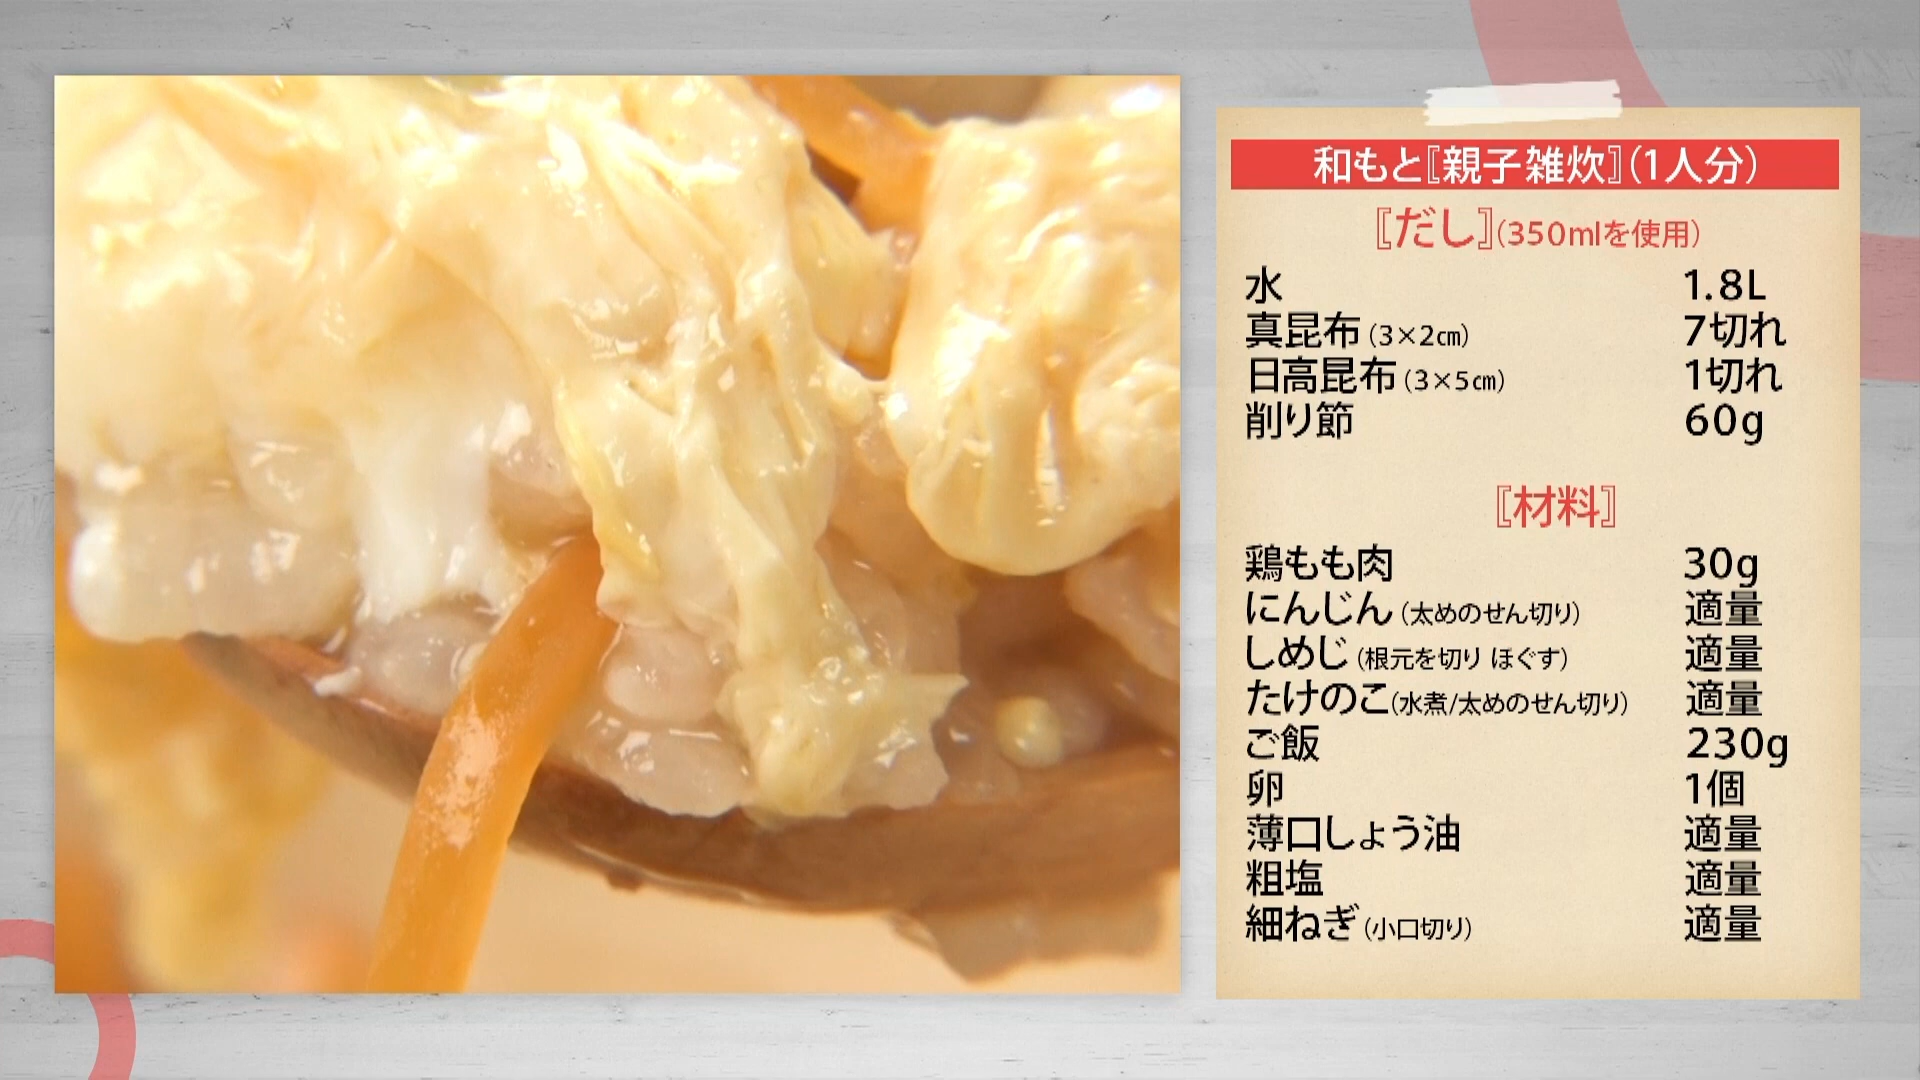 和もと〚親子雑炊〛(1人分)
〚だし〛(350mlを使用)
水 1.8L
真昆布(3×2㎝) 7切れ
日高昆布(3×5㎝) 1切れ
削り節 60g
〚材料〛
鶏もも肉 30g
にんじん(太めのせん切り) 適量
しめじ(根元を切り ほぐす) 適量
たけのこ(水煮/太めのせん切り) 適量
ご飯 230g
卵 1個
薄口しょう油 適量
粗塩 適量
細ねぎ(小口切り) 適量